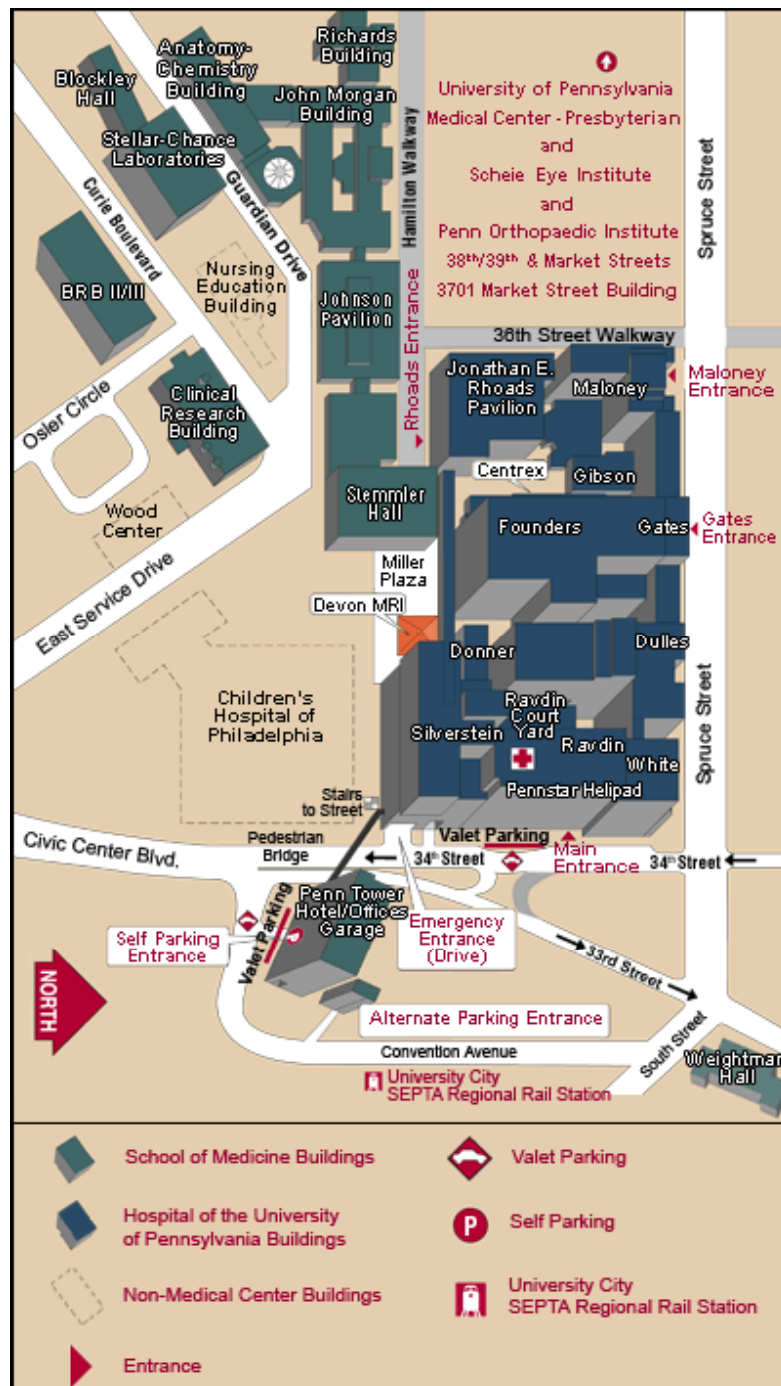 Richards
Building
Anatomy-
Chemistry
Building
Blockley
Hall
John Morgan
Building
Stellar-Chance
Laboratories
Guardian Drive
Curie Boulevard
Hamilton Walkway
University of Pennsylvania
Medical Center - Presbyterian
and
Scheie Eye Institute
and
Penn Orthopaedic Institute
38th/39th & Market Streets
3701 Market Street Building
Spruce Street
BRB II/III
Nursing
Education
Building
Johnson
Pavilion
Rhoads Entrance
36th Street Walkway
Jonathan E.
Rhoads
Pavilion
Maloney
Maloney
Entrance
Osler Circle
Clinical
Research
Building
Centrex
Gibson
Stemmler
Hall
Founders
Gates
Gates
Entrance
Wood
Center
Miller
Plaza
East Service Drive
Devon MRI
Donner
Dulles
Children's
Hospital of
Philadelphia
Ravdin
Court
Yard
Silverstein
Ravdin
White
Spruce Street
Pennstar Helipad
Stairs
to Street
Civic Center Blvd.
Pedestrian
Bridge
34th Street
Valet Parking
Main
Entrance
34th Street
Penn Tower
Hotel/Offices
Garage
Valet Parking
Self Parking
Entrance
Emergency
Entrance
(Drive)
33rd Street
NORTH
Alternate Parking Entrance
Convention Avenue
South Street
Weightman
Hall
University City
SEPTA Regional Rail Station
School of Medicine Buildings
Valet Parking
Hospital of the University
of Pennsylvania Buildings
P
Self Parking
Non-Medical Center Buildings
University City
SEPTA Regional Rail Station
Entrance